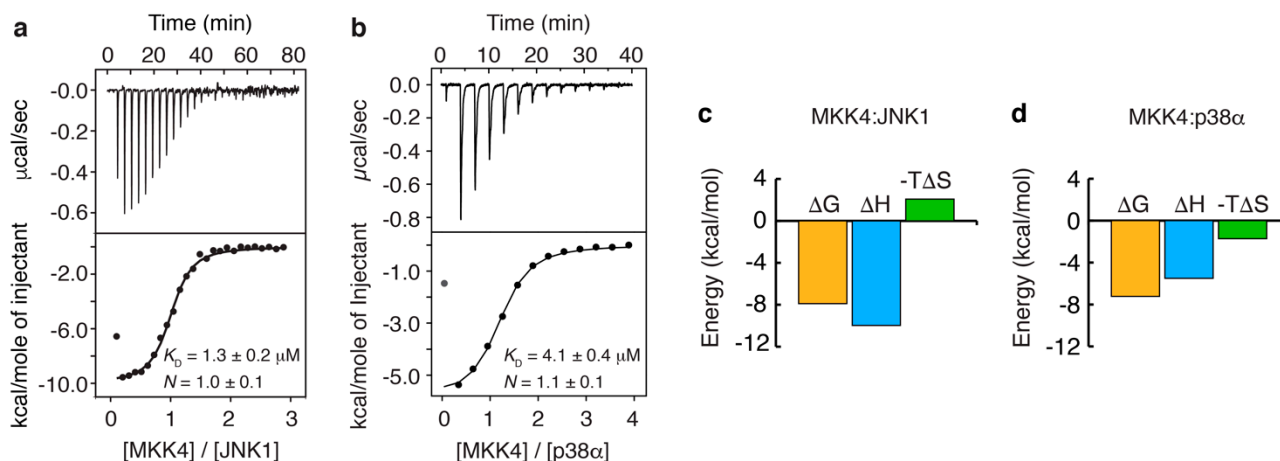 a
Time (min)
0 20 40 60 80
-0.0
-0.2
-0.4
-0.6
μcal/sec
-2.0
-6.0
-10.0
kcal/mole of injectant
K_D = 1.3 ± 0.2 μM
N = 1.0 ± 0.1
0 1 2 3
[MKK4] / [JNK1]
b
Time (min)
0 10 20 30 40
0.0
-0.2
-0.4
-0.6
-0.8
μcal/sec
-1.0
-3.0
-5.0
kcal/mole of Injectant
K_D = 4.1 ± 0.4 μM
N = 1.1 ± 0.1
0 1 2 3 4
[MKK4] / [p38α]
c
MKK4:JNK1
Energy (kcal/mol)
4
0
-4
-8
-12
ΔG ΔH -TΔS
d
MKK4:p38α
Energy (kcal/mol)
4
0
-4
-8
-12
ΔG ΔH -TΔS